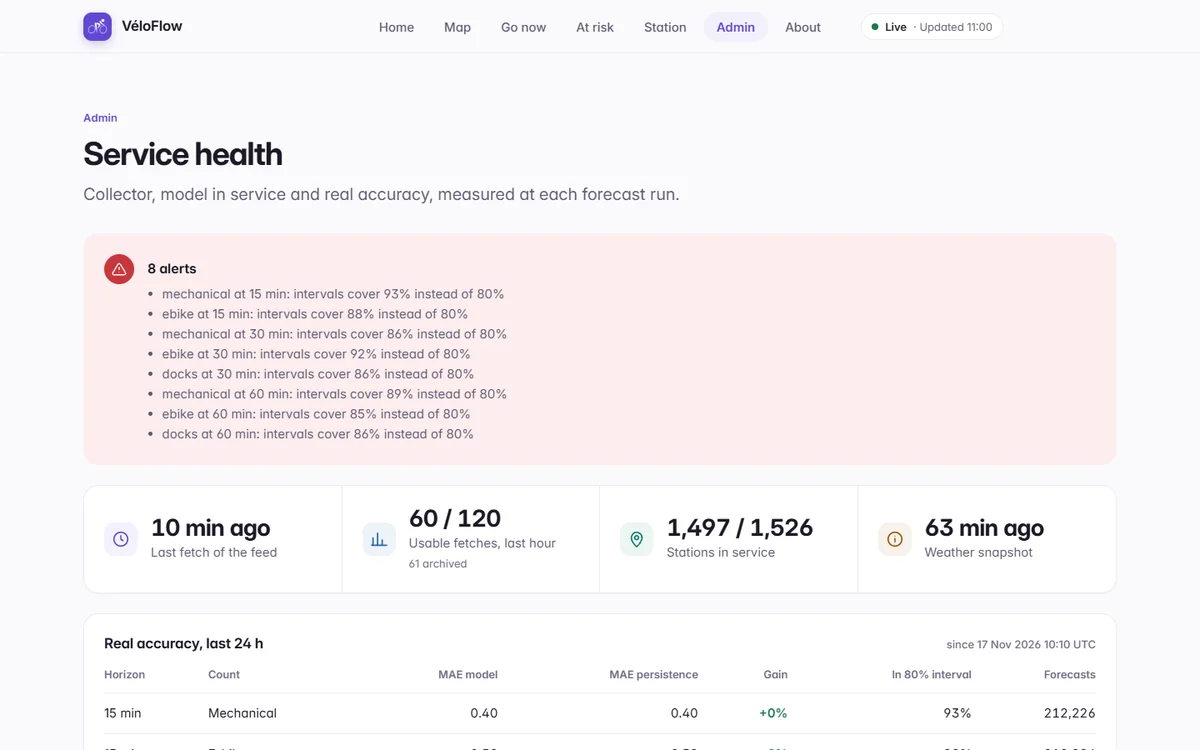 VéloFlow
Home Map Go now At risk Station Admin About
Live · Updated 11:00
Admin
Service health
Collector, model in service and real accuracy, measured at each forecast run.
8 alerts
• mechanical at 15 min: intervals cover 93% instead of 80%
• ebike at 15 min: intervals cover 88% instead of 80%
• mechanical at 30 min: intervals cover 86% instead of 80%
• ebike at 30 min: intervals cover 92% instead of 80%
• docks at 30 min: intervals cover 86% instead of 80%
• mechanical at 60 min: intervals cover 89% instead of 80%
• ebike at 60 min: intervals cover 85% instead of 80%
• docks at 60 min: intervals cover 86% instead of 80%
10 min ago
Last fetch of the feed
60 / 120
Usable fetches, last hour
61 archived
1,497 / 1,526
Stations in service
63 min ago
Weather snapshot
Real accuracy, last 24 h
since 17 Nov 2026 10:10 UTC
Horizon Count MAE model MAE persistence Gain In 80% interval Forecasts
15 min Mechanical 0.40 0.40 +0% 93% 212,226